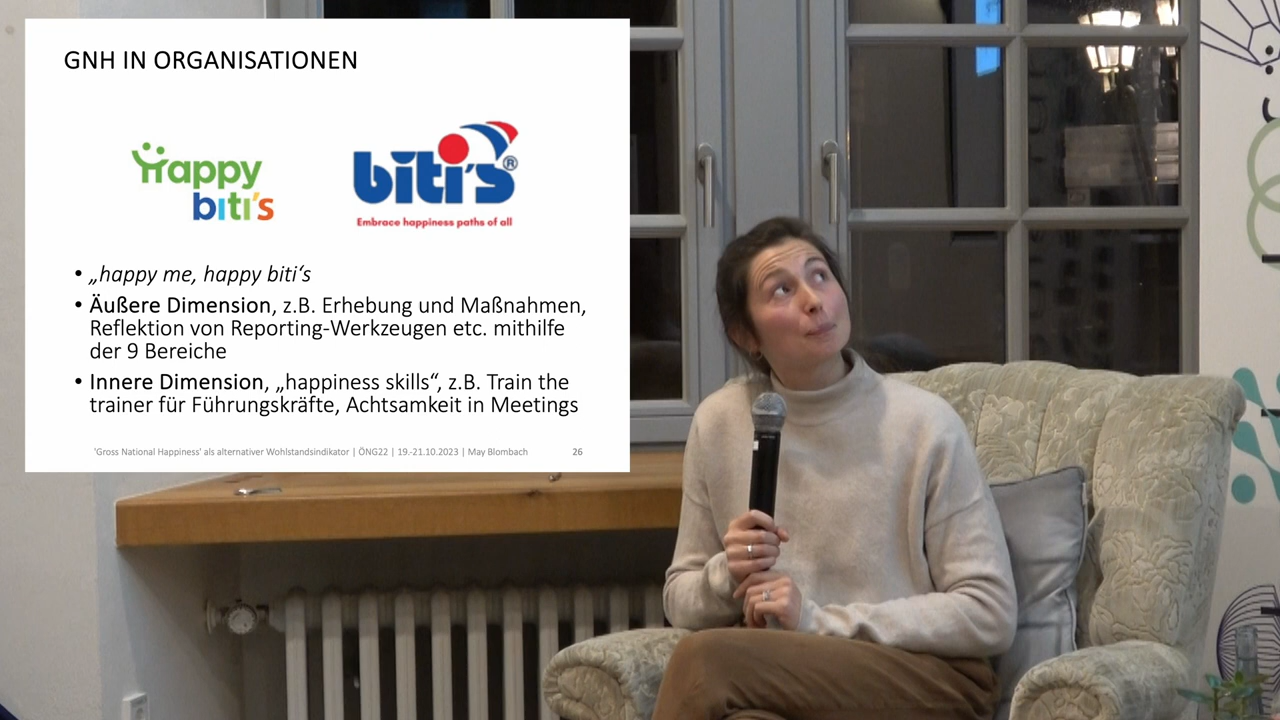 GNH IN ORGANISATIONEN
Happy
biti's
biti's®
Embrace happiness paths of all
• „happy me, happy biti‘s
• Äußere Dimension, z.B. Erhebung und Maßnahmen,
Reflektion von Reporting-Werkzeugen etc. mithilfe
der 9 Bereiche
• Innere Dimension, „happiness skills“, z.B. Train the
trainer für Führungskräfte, Achtsamkeit in Meetings
'Gross National Happiness' als alternativer Wohlstandsindikator | ÖNG22 | 19.-21.10.2023 | May Blombach 26